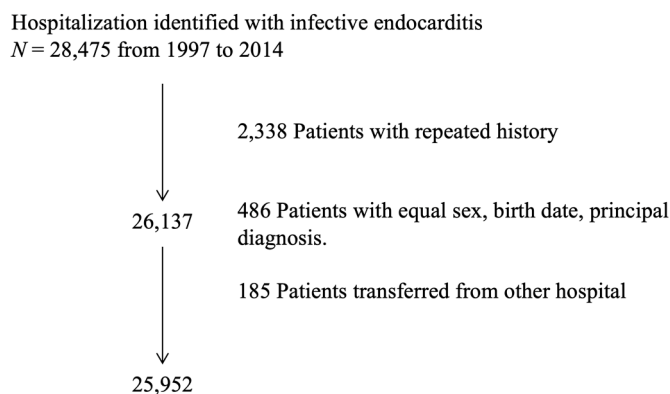 Hospitalization identified with infective endocarditis
N = 28,475 from 1997 to 2014
2,338 Patients with repeated history
26,137
486 Patients with equal sex, birth date, principal
diagnosis.
185 Patients transferred from other hospital
25,952